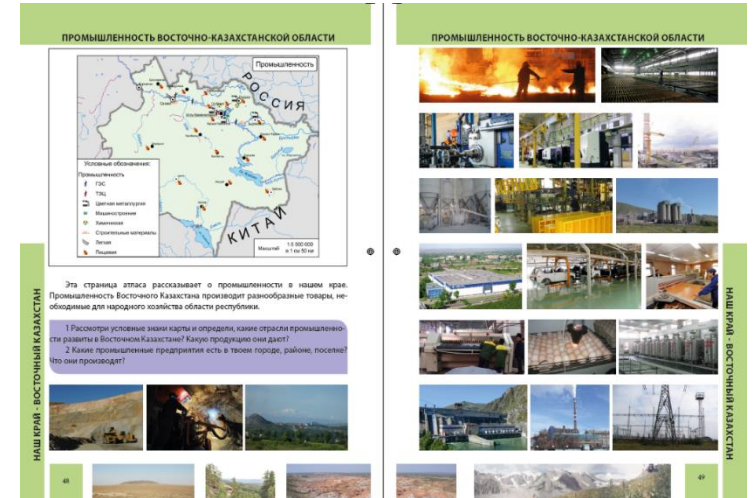 ПРОМЫШЛЕННОСТЬ ВОСТОЧНО-КАЗАХСТАНСКОЙ ОБЛАСТИ
Промышленность
РОССИЯ
КИТАЙ
Условные обозначения:
Промышленность
ГЭС
ТЭЦ
Цветная металлургия
Машиностроение
Химическая
Строительные материалы
Легкая
Пищевая
Масштаб 1:5 000 000
в 1 см 50 км
Эта страница атласа рассказывает о промышленности в нашем крае.
Промышленность Восточного Казахстана производит разнообразные товары, не-
обходимые для народного хозяйства области республики.
1 Рассмотри условные знаки карты и определи, какие отрасли промышленно-
сти развиты в Восточном Казахстане? Какую продукцию они дают?
2 Какие промышленные предприятия есть в твоем городе, районе, поселке?
Что они производят?
НАШ КРАЙ - ВОСТОЧНЫЙ КАЗАХСТАН
48
ПРОМЫШЛЕННОСТЬ ВОСТОЧНО-КАЗАХСТАНСКОЙ ОБЛАСТИ
НАШ КРАЙ - ВОСТОЧНЫЙ КАЗАХСТАН
49